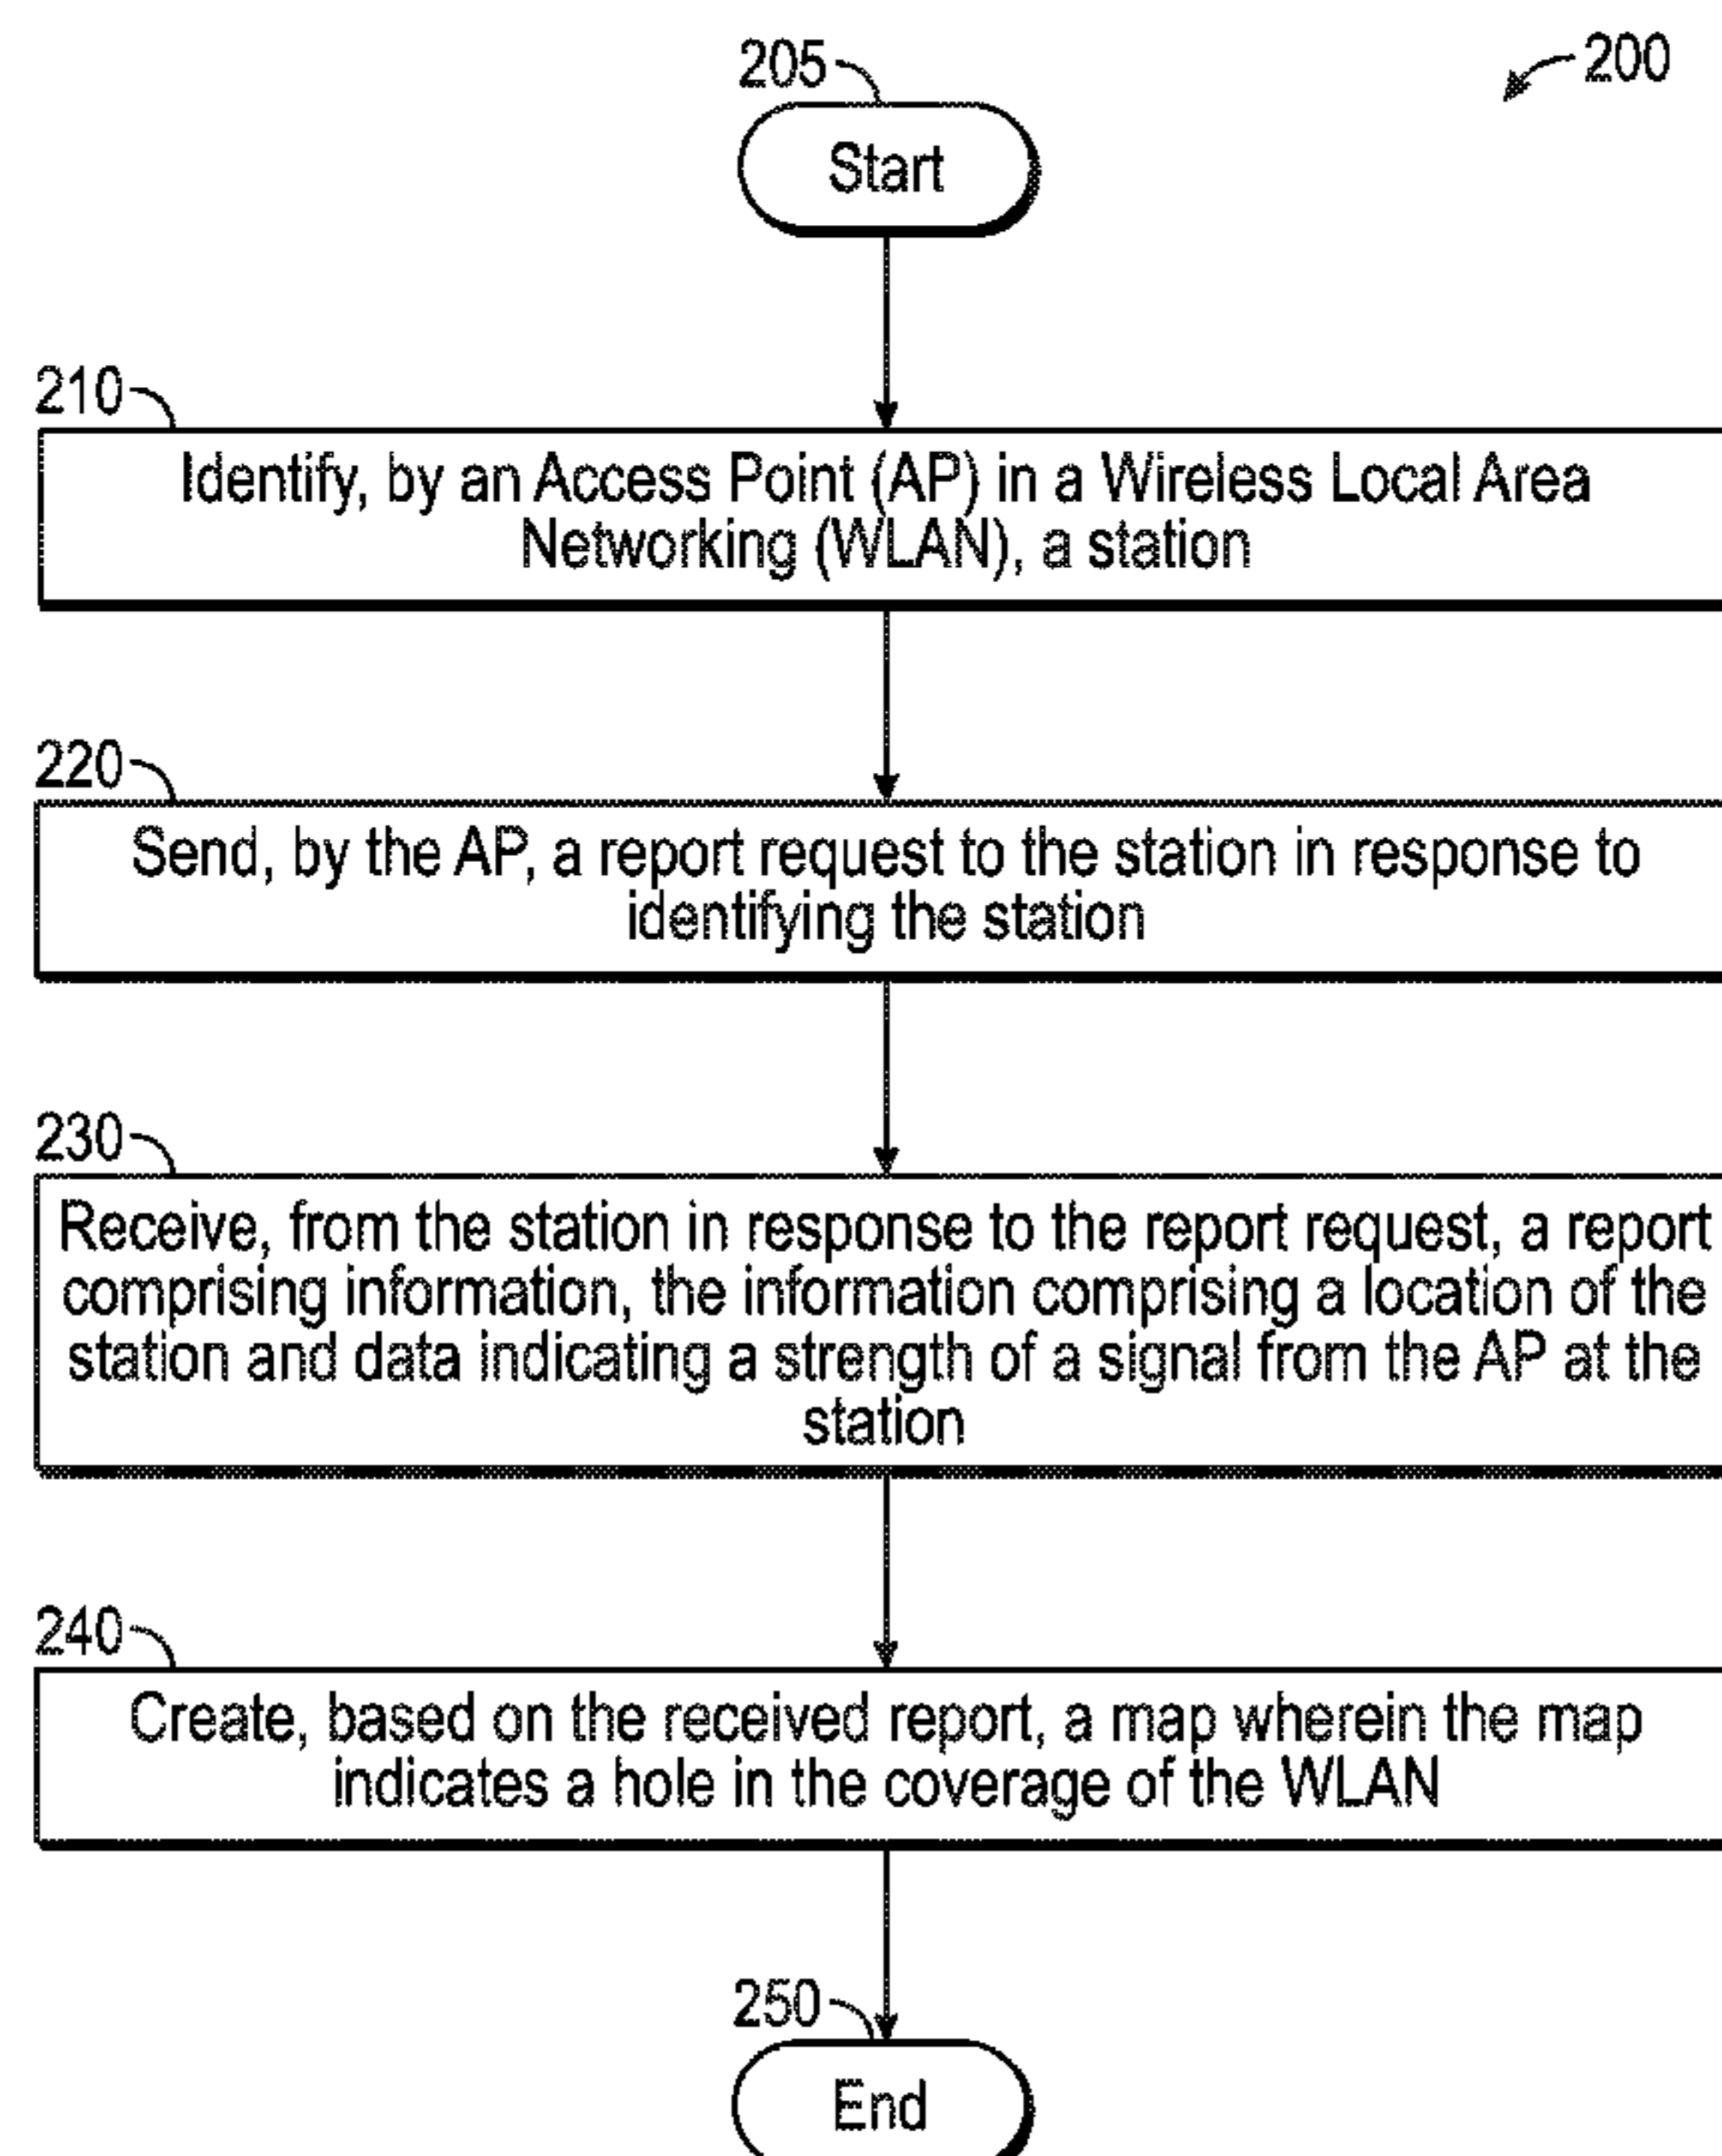 205
200
Start
210
Identify, by an Access Point (AP) in a Wireless Local Area
Networking (WLAN), a station
220
Send, by the AP, a report request to the station in response to
identifying the station
230
Receive, from the station in response to the report request, a report
comprising information, the information comprising a location of the
station and data indicating a strength of a signal from the AP at the
station
240
Create, based on the received report, a map wherein the map
indicates a hole in the coverage of the WLAN
250
End